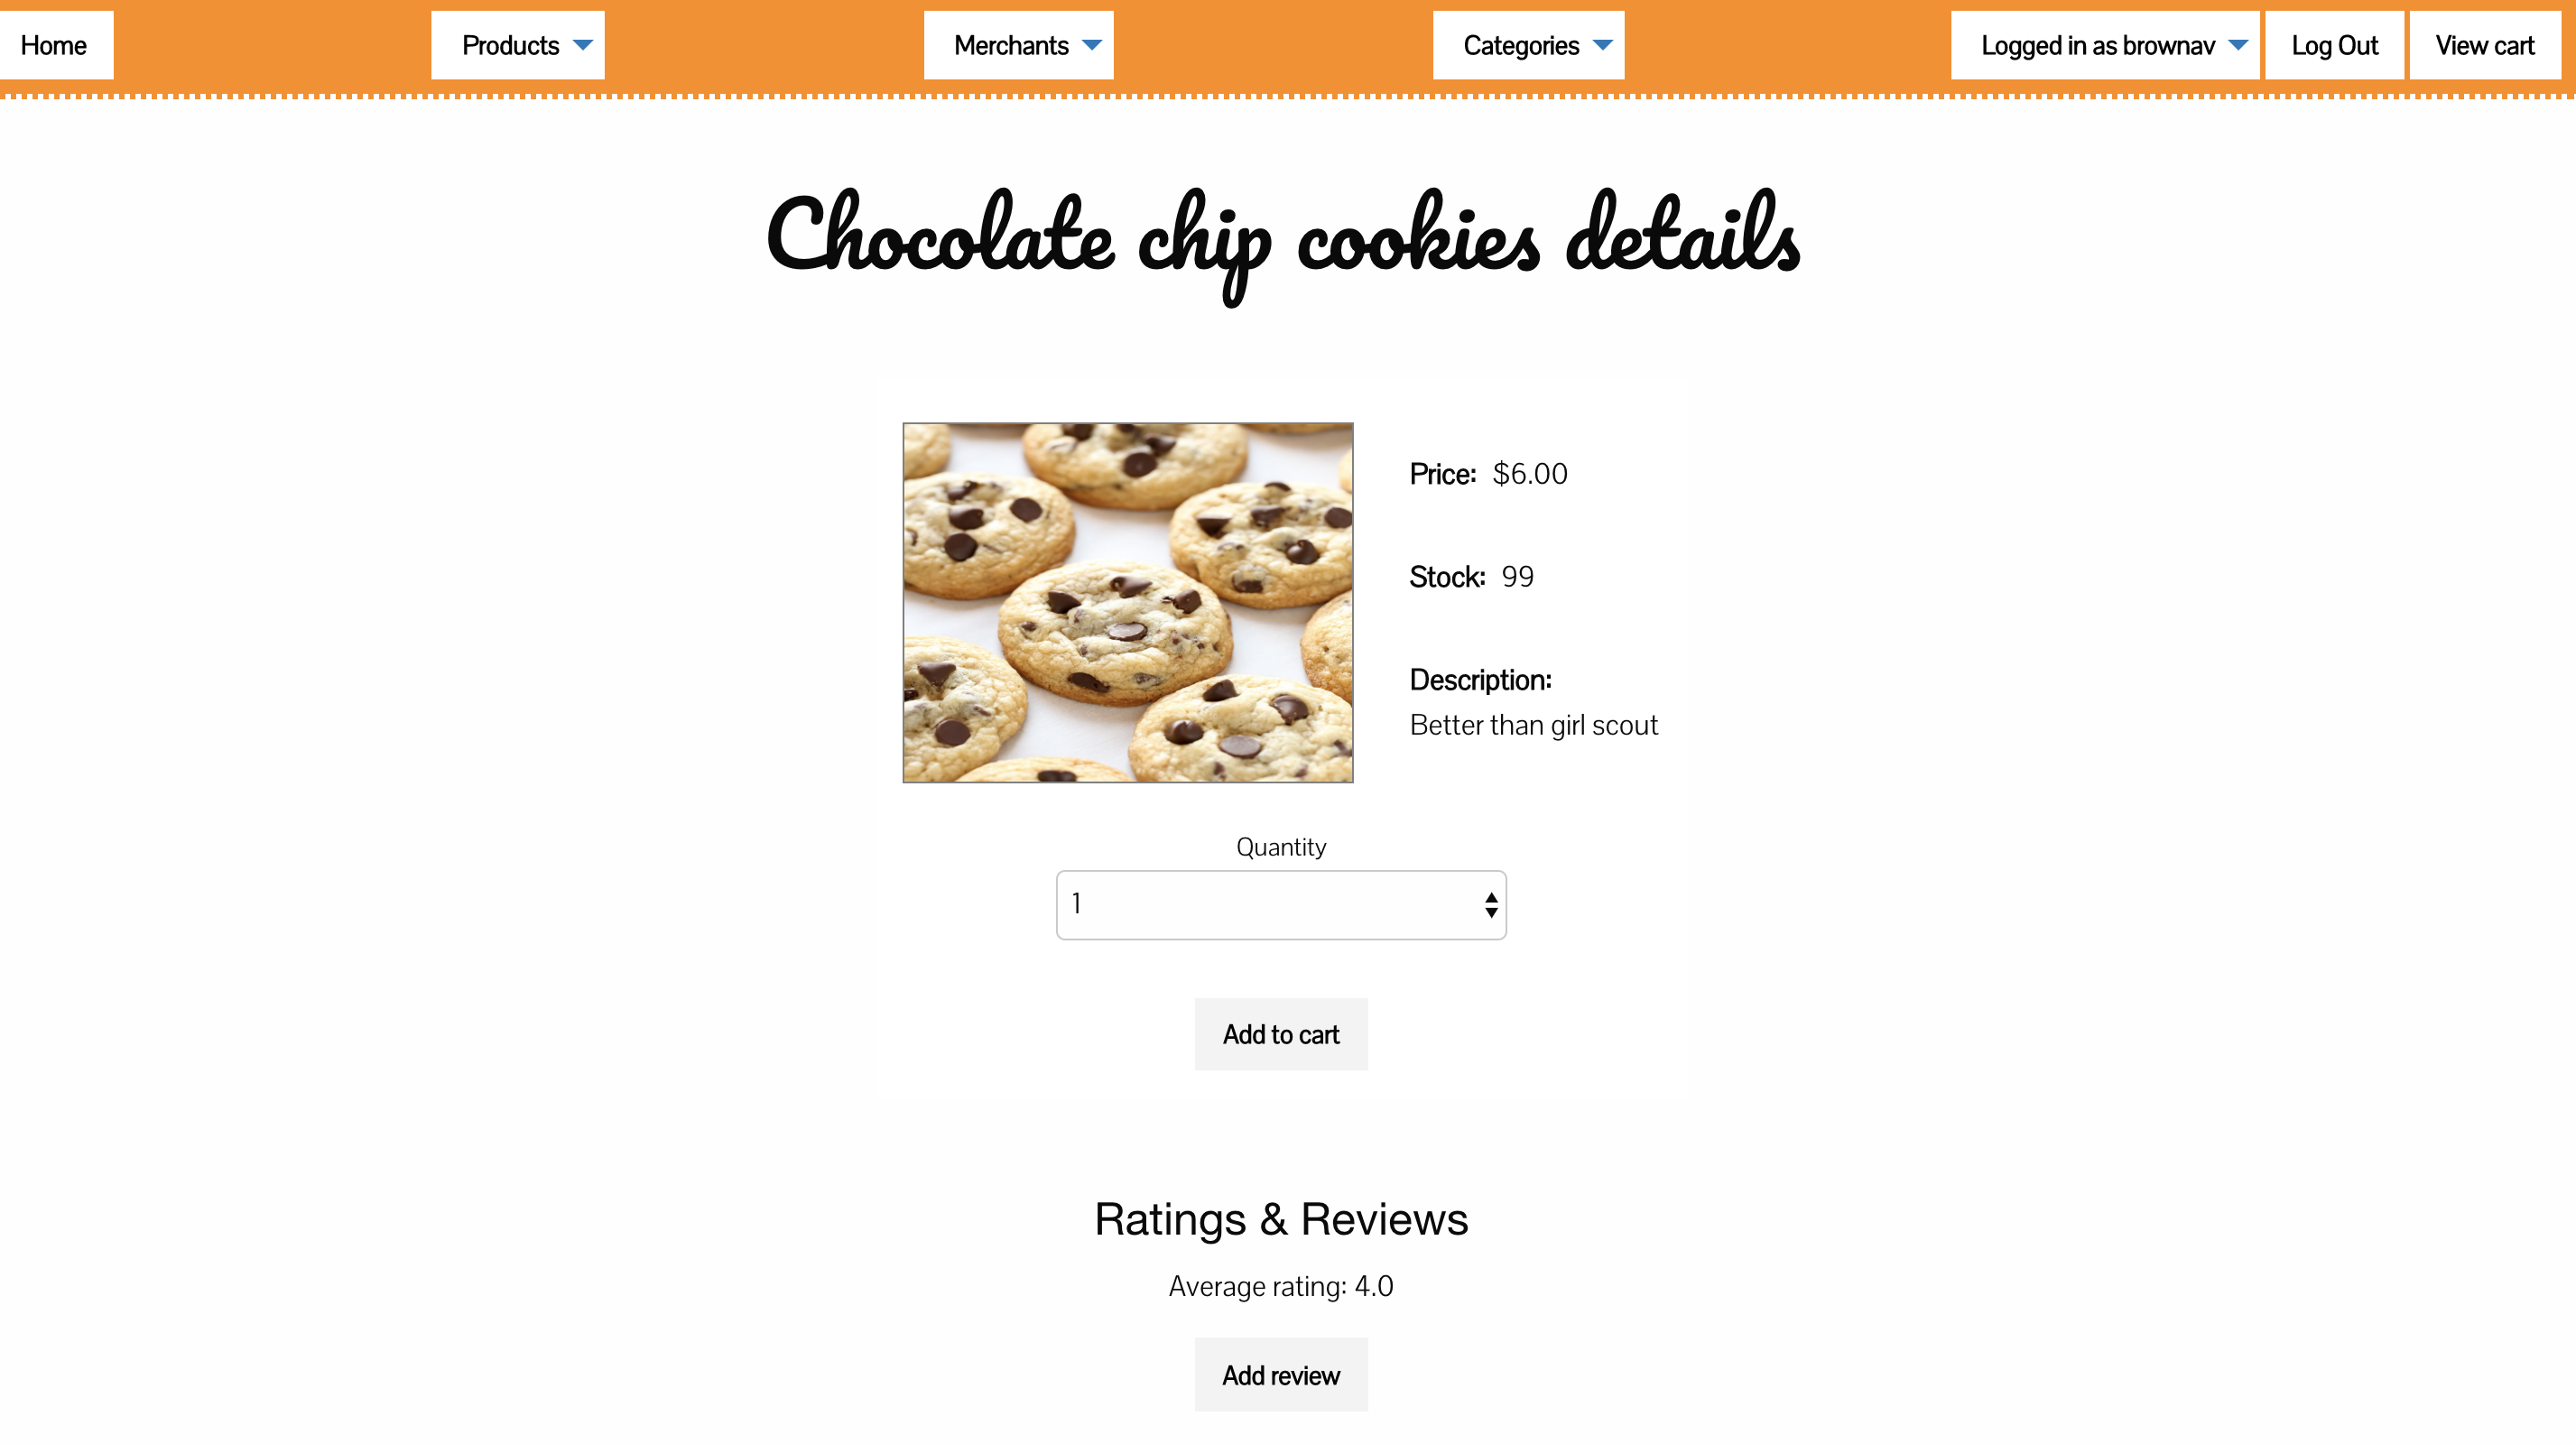 Home Products Merchants Categories Logged in as brownav Log Out View cart
Chocolate chip cookies details
Price: $6.00
Stock: 99
Description:
Better than girl scout
Quantity
1
Add to cart
Ratings & Reviews
Average rating: 4.0
Add review